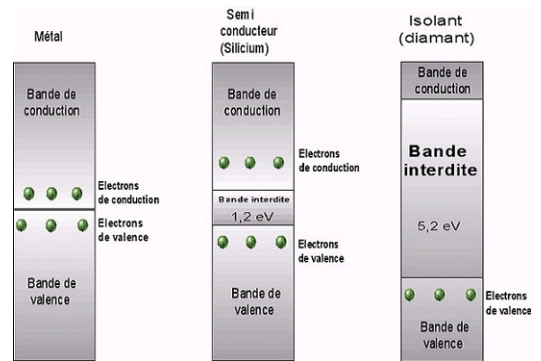 Métal
Bande de
conduction
Electrons
de conduction
Electrons
de valence
Bande de
valence
Semi
conducteur
(Silicium)
Bande de
conduction
Electrons
de conduction
Bande interdite
1,2 eV
Electrons
de valence
Bande de
valence
Isolant
(diamant)
Bande de
conduction
Bande
interdite
5,2 eV
Electrons
de valence
Bande de
valence